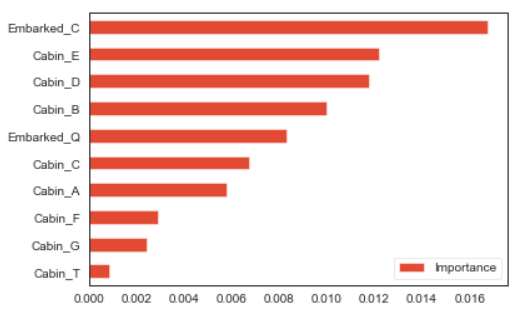 Embarked_C
Cabin_E
Cabin_D
Cabin_B
Embarked_Q
Cabin_C
Cabin_A
Cabin_F
Cabin_G
Cabin_T
Importance
0.000 0.002 0.004 0.006 0.008 0.010 0.012 0.014 0.016